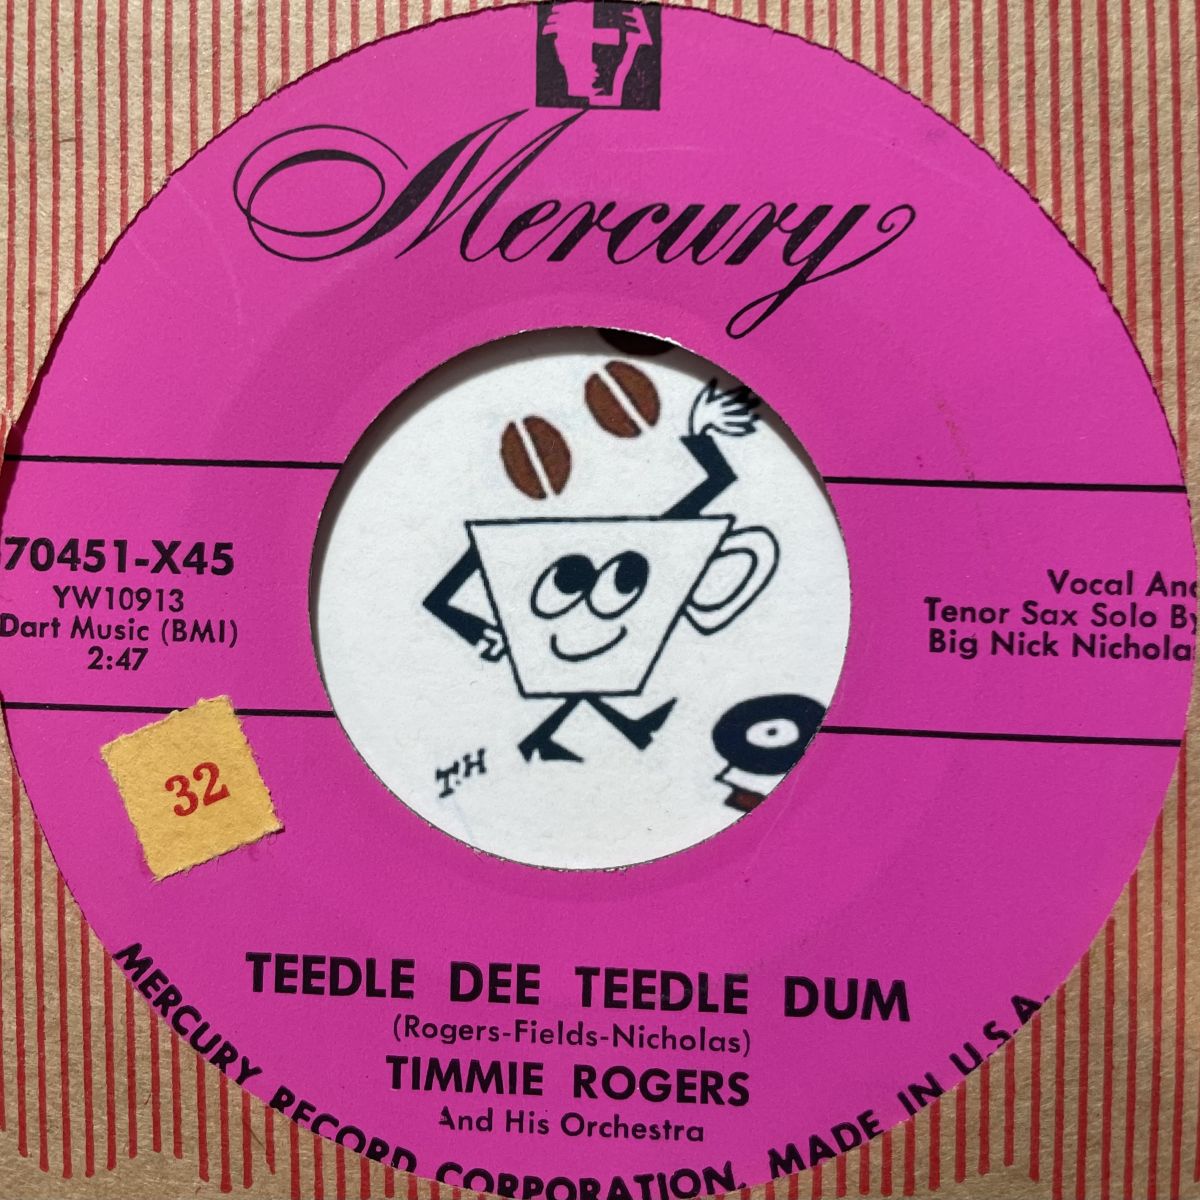 Mercury
70451-X45
YW10913
Dart Music (BMI)
2:47
Vocal And
Tenor Sax Solo By
Big Nick Nichola
32
T.H
TEEDLE DEE TEEDLE DUM
(Rogers-Fields-Nicholas)
TIMMIE ROGERS
And His Orchestra
MERCURY RECORD CORPORATION. MADE IN U.S.A.